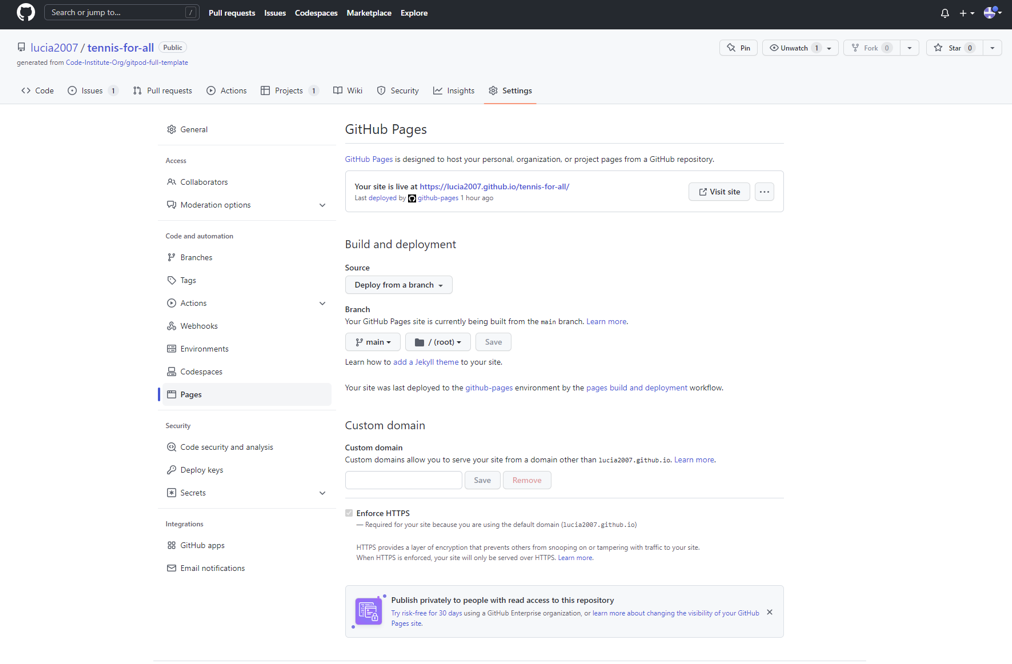 Search or jump to... /
Pull requests Issues Codespaces Marketplace Explore
lucia2007 / tennis-for-all Public
generated from Code-Institute-Org/gitpod-full-template
Pin Unwatch 1 Fork 0 Star 0
Code Issues 1 Pull requests Actions Projects 1 Wiki Security Insights Settings
General
Access
Collaborators
Moderation options
Code and automation
Branches
Tags
Actions
Webhooks
Environments
Codespaces
Pages
Security
Code security and analysis
Deploy keys
Secrets
Integrations
GitHub apps
Email notifications
GitHub Pages
GitHub Pages is designed to host your personal, organization, or project pages from a GitHub repository.
Your site is live at https://lucia2007.github.io/tennis-for-all/
Last deployed by github-pages 1 hour ago
Visit site ···
Build and deployment
Source
Deploy from a branch
Branch
Your GitHub Pages site is currently being built from the main branch. Learn more.
main / (root) Save
Learn how to add a Jekyll theme to your site.
Your site was last deployed to the github-pages environment by the pages build and deployment workflow.
Custom domain
Custom domain
Custom domains allow you to serve your site from a domain other than lucia2007.github.io. Learn more.
Save Remove
Enforce HTTPS
— Required for your site because you are using the default domain (lucia2007.github.io)
HTTPS provides a layer of encryption that prevents others from snooping on or tampering with traffic to your site.
When HTTPS is enforced, your site will only be served over HTTPS. Learn more.
Publish privately to people with read access to this repository
Try risk-free for 30 days using a GitHub Enterprise organization, or learn more about changing the visibility of your GitHub
Pages site.